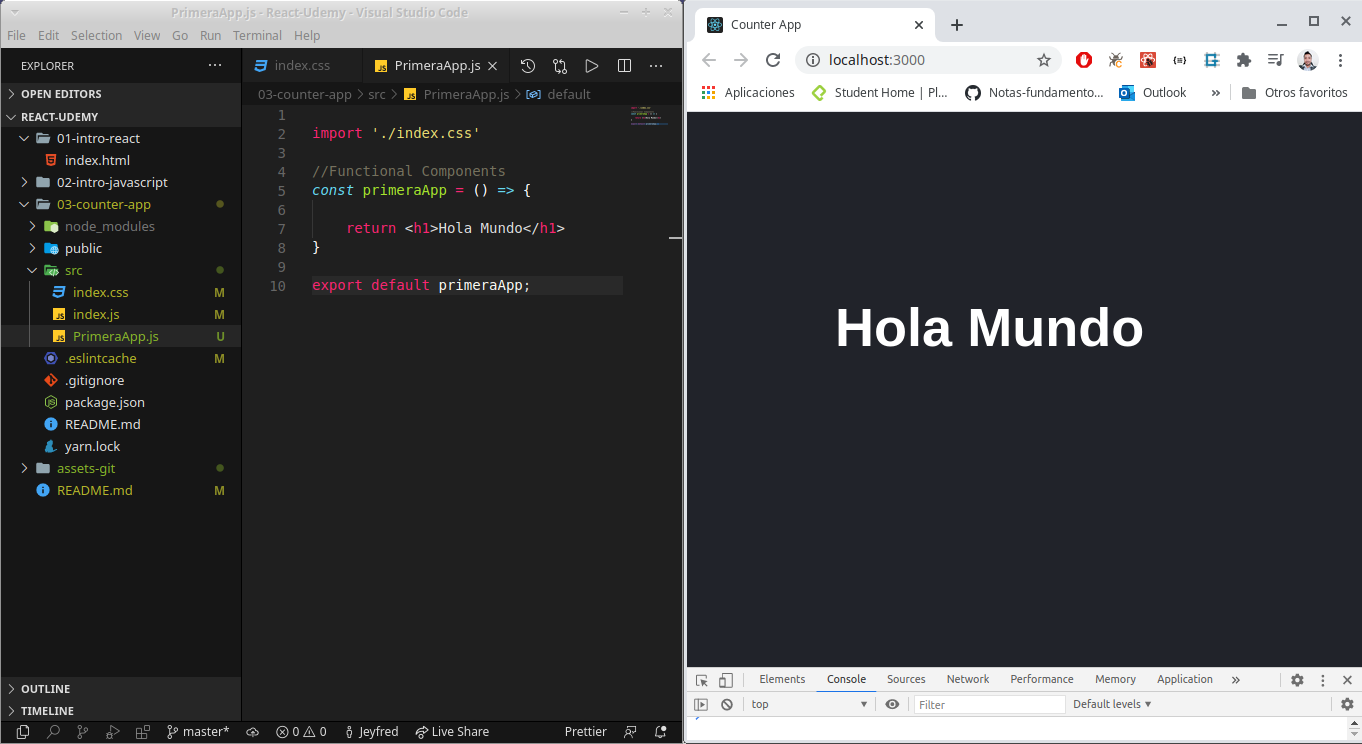 PrimeraApp.js - React-Udemy - Visual Studio Code
File Edit Selection View Go Run Terminal Help
EXPLORER
OPEN EDITORS
REACT-UDEMY
01-intro-react
index.html
02-intro-javascript
03-counter-app
node_modules
public
src
index.css M
index.js M
PrimeraApp.js U
.eslintcache M
.gitignore
package.json
README.md
yarn.lock
assets-git
README.md M
OUTLINE
TIMELINE
index.css PrimeraApp.js
03-counter-app > src > PrimeraApp.js > default
1
2 import './index.css'
3
4 //Functional Components
5 const primeraApp = () => {
6
7 return <h1>Hola Mundo</h1>
8 }
9
10 export default primeraApp;
master* 0 0 Jeyfred Live Share Prettier
Counter App
localhost:3000
Aplicaciones Student Home | Pl... Notas-fundamento... Outlook » Otros favoritos
Hola Mundo
Elements Console Sources Network Performance Memory Application »
top Filter Default levels